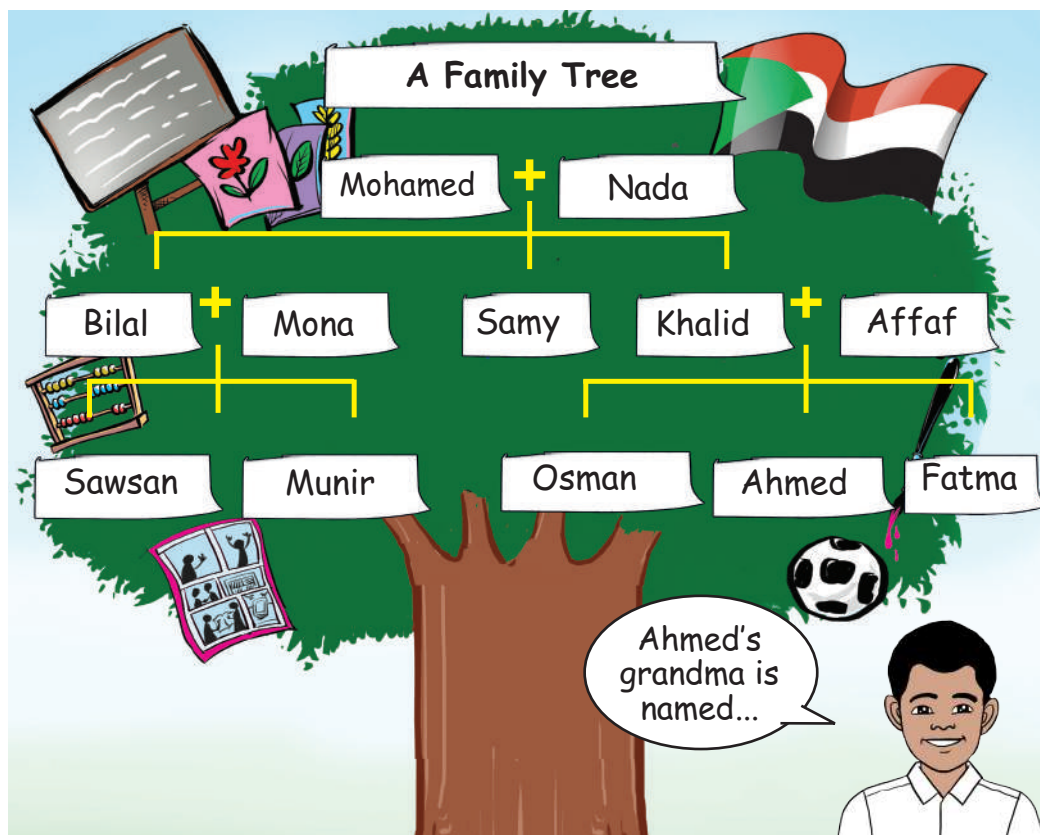 A Family Tree
Mohamed + Nada
Bilal + Mona Samy Khalid + Affaf
Sawsan Munir Osman Ahmed Fatma
Ahmed's
grandma is
named...